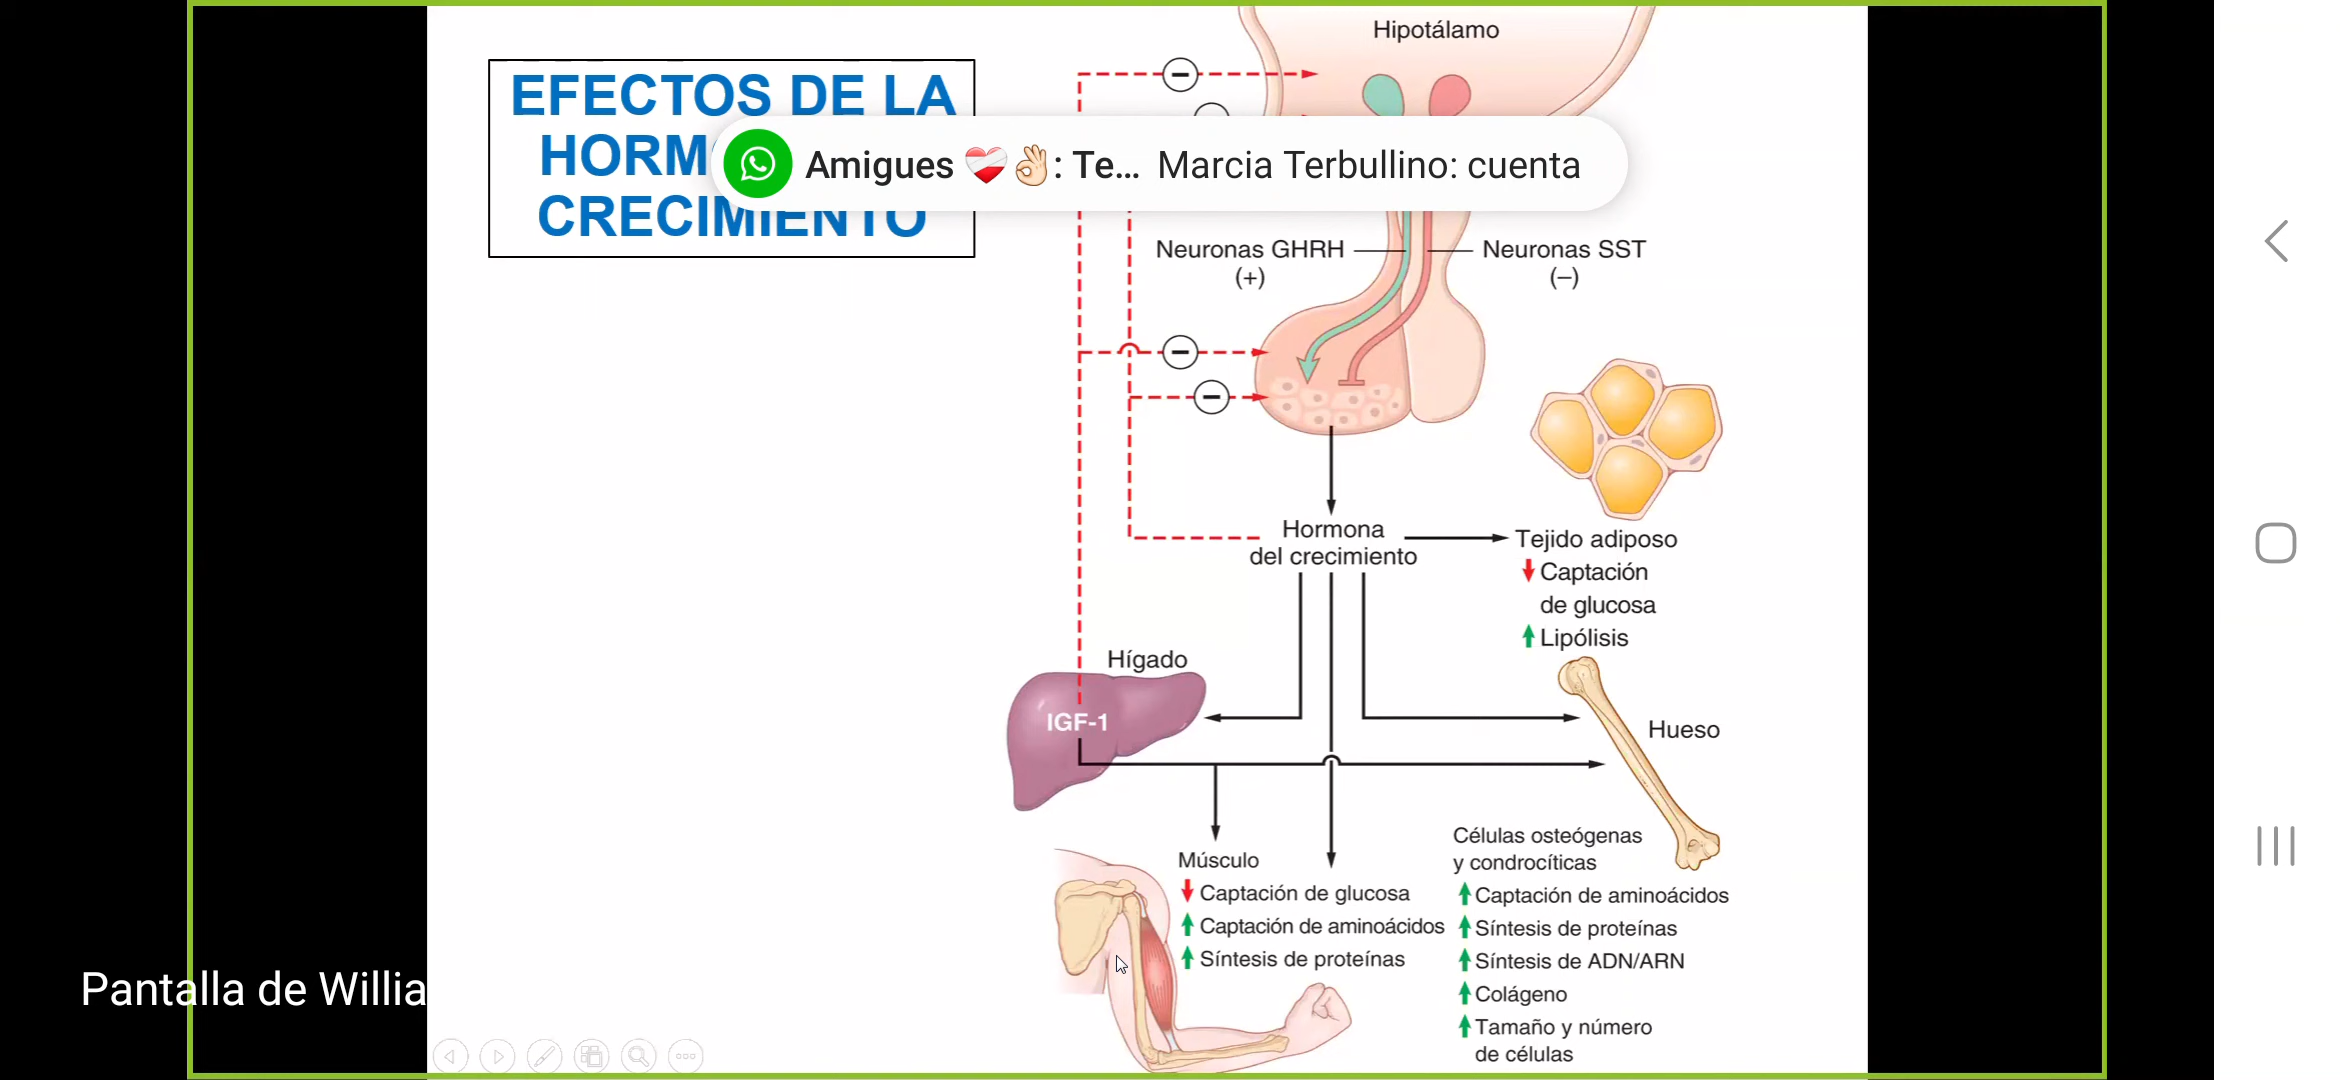 Hipotálamo
EFECTOS DE LA
HORM
CRECIMIENTO
Amigues ❤️‍🩹👌🏻: Te... Marcia Terbullino: cuenta
Neuronas GHRH
(+)
Neuronas SST
(–)
Hormona
del crecimiento
Tejido adiposo
Captación
de glucosa
Lipólisis
Hígado
IGF-1
Hueso
Músculo
Captación de glucosa
Captación de aminoácidos
Síntesis de proteínas
Células osteógenas
y condrocíticas
Captación de aminoácidos
Síntesis de proteínas
Síntesis de ADN/ARN
Colágeno
Tamaño y número
de células
Pantalla de Willia